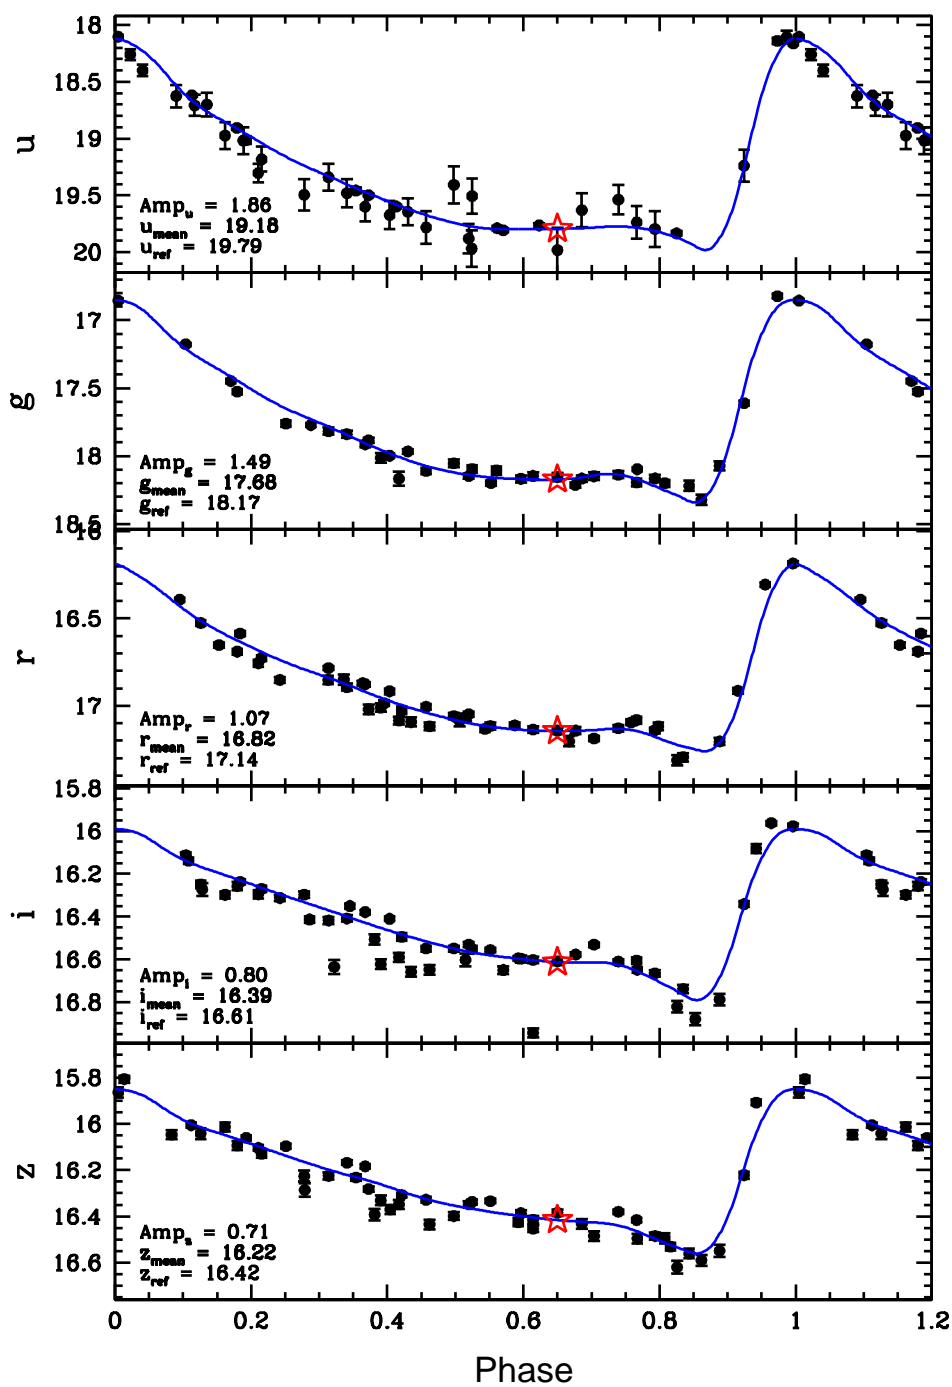 18
18.5
19
19.5
20
u
Amp_u = 1.86
u_mean = 19.18
u_ref = 19.79
17
17.5
18
18.5
g
Amp_g = 1.49
g_mean = 17.68
g_ref = 18.17
16
16.5
17
r
Amp_r = 1.07
r_mean = 16.82
r_ref = 17.14
15.8
16
16.2
16.4
16.6
16.8
i
Amp_i = 0.80
i_mean = 16.39
i_ref = 16.61
15.8
16
16.2
16.4
16.6
z
Amp_z = 0.71
z_mean = 16.22
z_ref = 16.42
0 0.2 0.4 0.6 0.8 1 1.2
Phase